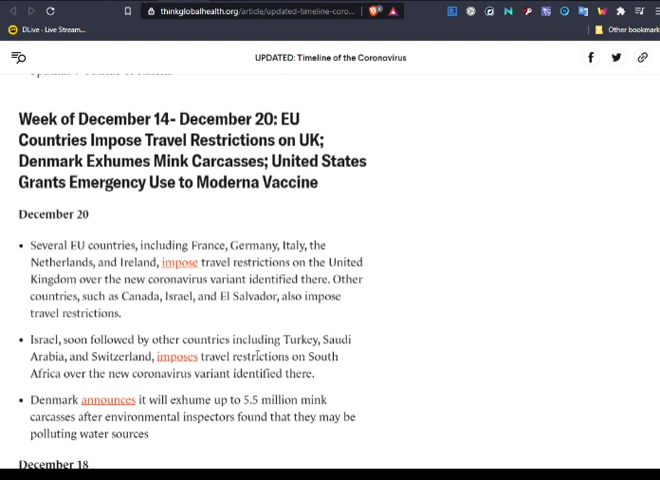 thinkglobalhealth.org/article/updated-timeline-coro...
DLive - Live Stream...
Other bookmark
UPDATED: Timeline of the Coronavirus
Week of December 14- December 20: EU
Countries Impose Travel Restrictions on UK;
Denmark Exhumes Mink Carcasses; United States
Grants Emergency Use to Moderna Vaccine
December 20
• Several EU countries, including France, Germany, Italy, the
Netherlands, and Ireland, impose travel restrictions on the United
Kingdom over the new coronavirus variant identified there. Other
countries, such as Canada, Israel, and El Salvador, also impose
travel restrictions.
• Israel, soon followed by other countries including Turkey, Saudi
Arabia, and Switzerland, imposes travel restrictions on South
Africa over the new coronavirus variant identified there.
• Denmark announces it will exhume up to 5.5 million mink
carcasses after environmental inspectors found that they may be
polluting water sources
December 18